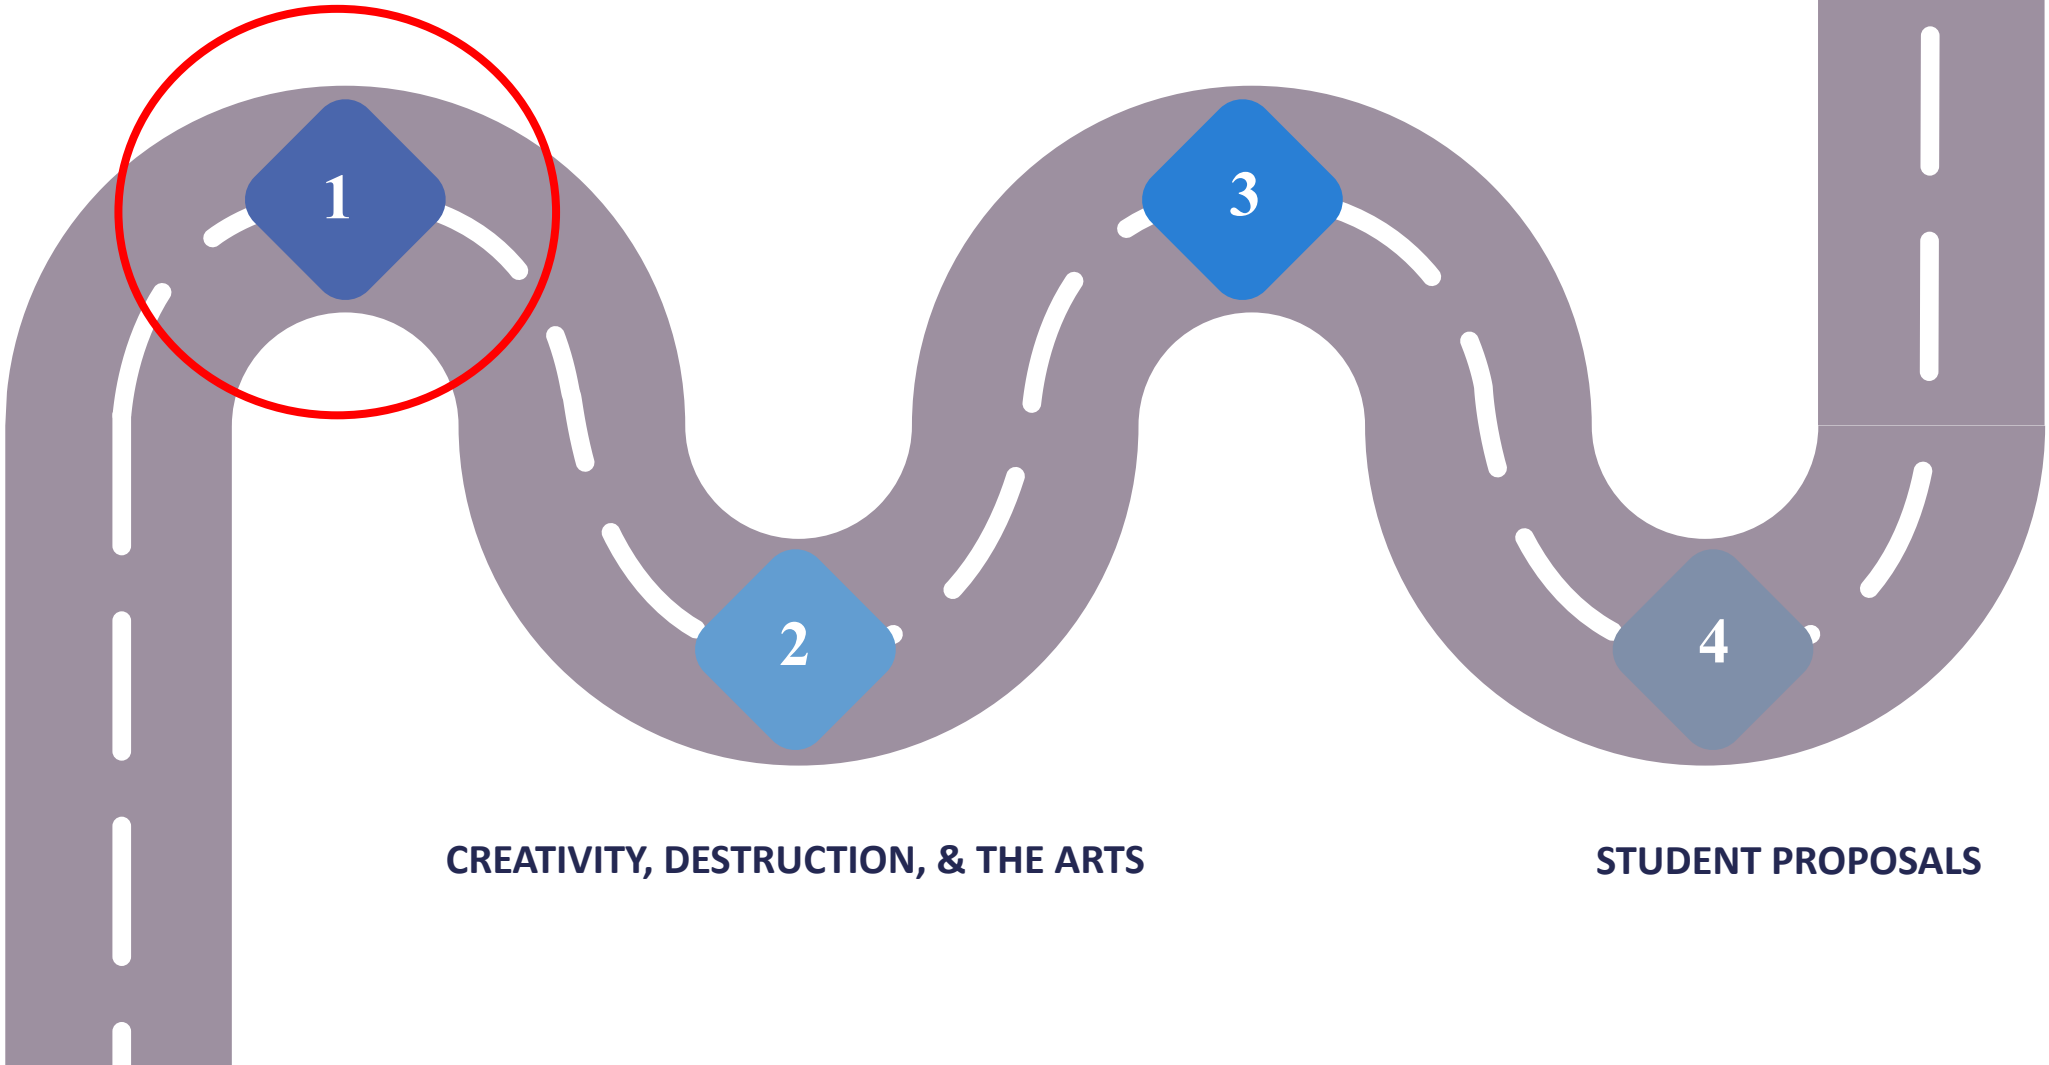 1
3
2
4
CREATIVITY, DESTRUCTION, & THE ARTS
STUDENT PROPOSALS